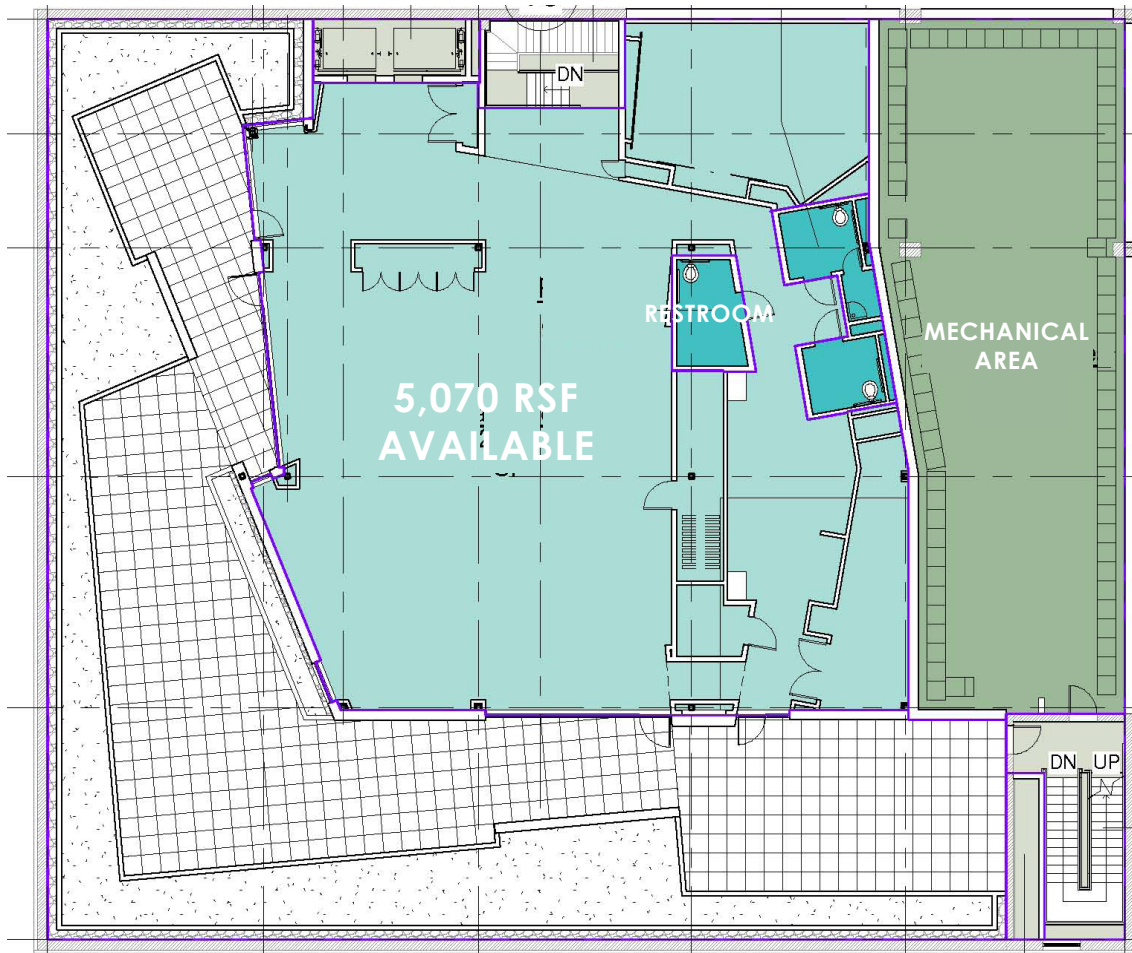 DN
RESTROOM
MECHANICAL
AREA
5,070 RSF
AVAILABLE
DN UP